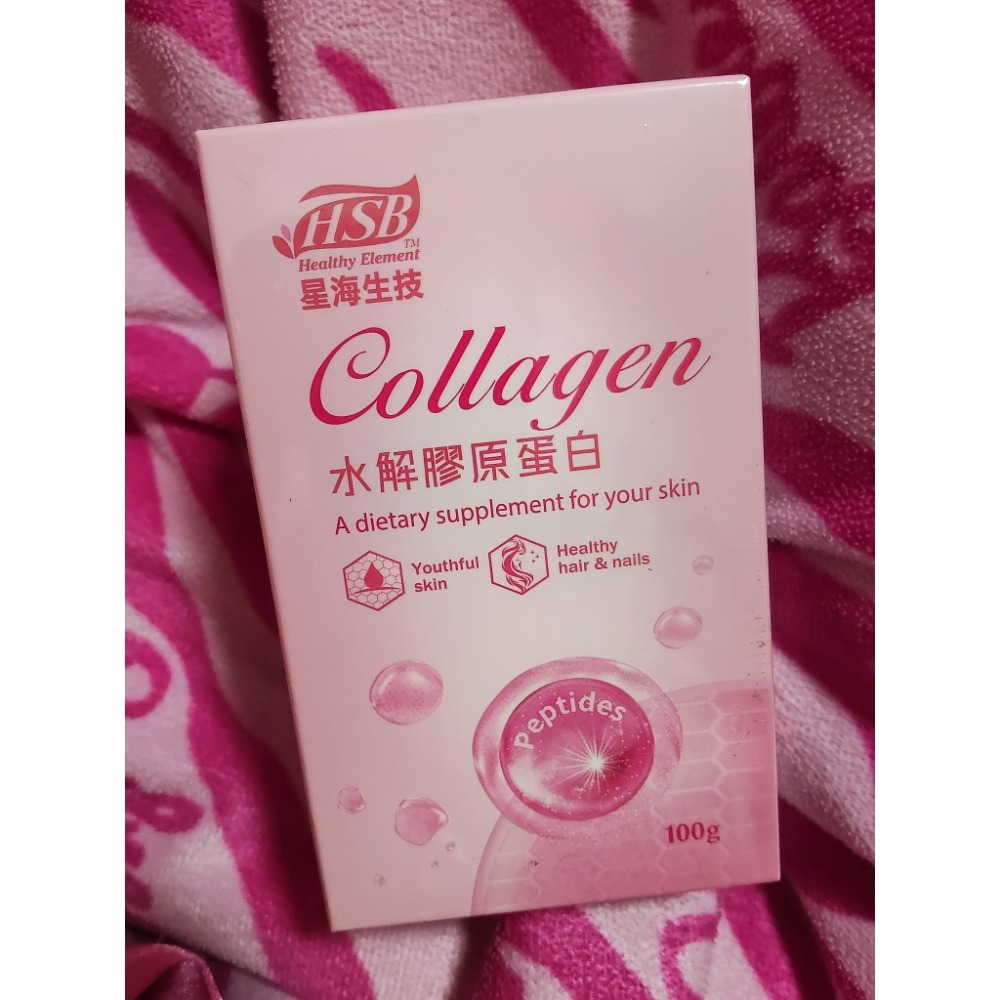 HSB
TM
Healthy Element
星海生技
Collagen
水解膠原蛋白
A dietary supplement for your skin
Youthful
skin
Healthy
hair & nails
Peptides
100g